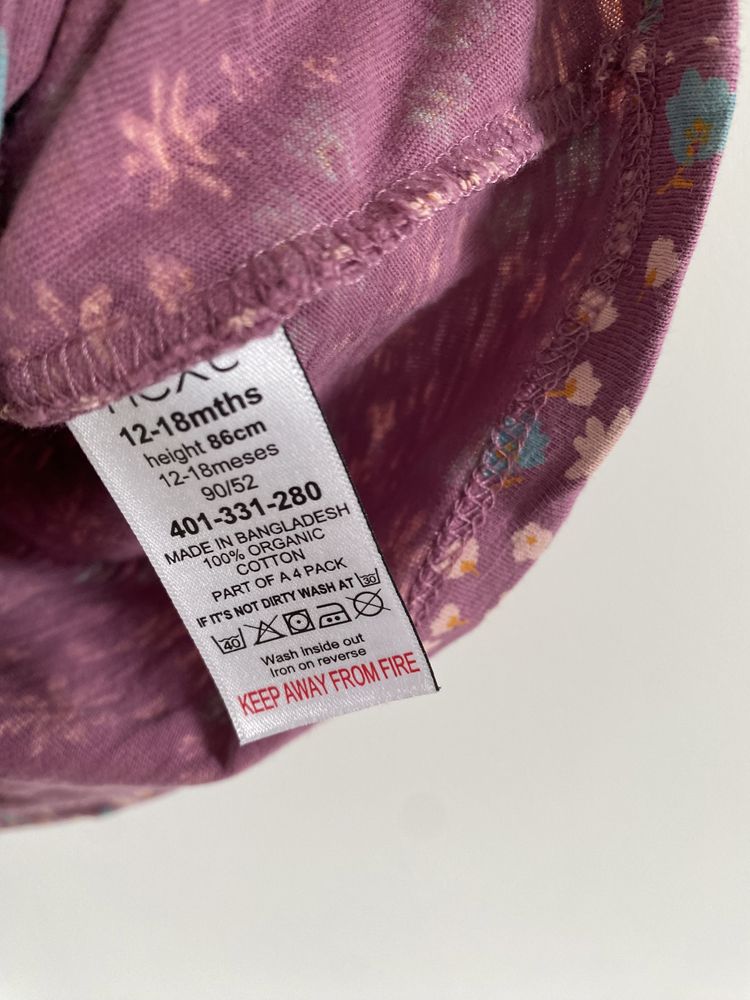 next
12-18mths
height 86cm
12-18meses
90/52
401-331-280
MADE IN BANGLADESH
100% ORGANIC
COTTON
PART OF A 4 PACK
IF IT'S NOT DIRTY WASH AT 30
40
Wash inside out
Iron on reverse
KEEP AWAY FROM FIRE